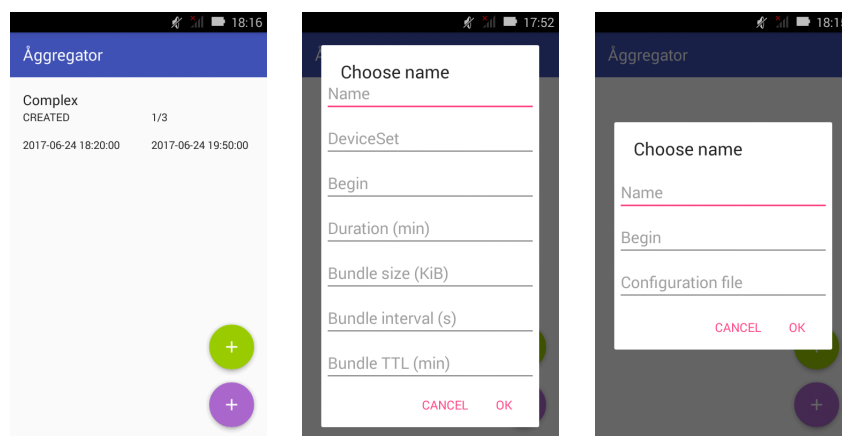 18:16
Åggregator
Complex
CREATED 1/3
2017-06-24 18:20:00 2017-06-24 19:50:00
+
+
17:52
Choose name
Name
DeviceSet
Begin
Duration (min)
Bundle size (KiB)
Bundle interval (s)
Bundle TTL (min)
CANCEL OK
Åggregator
Choose name
Name
Begin
Configuration file
CANCEL OK
+